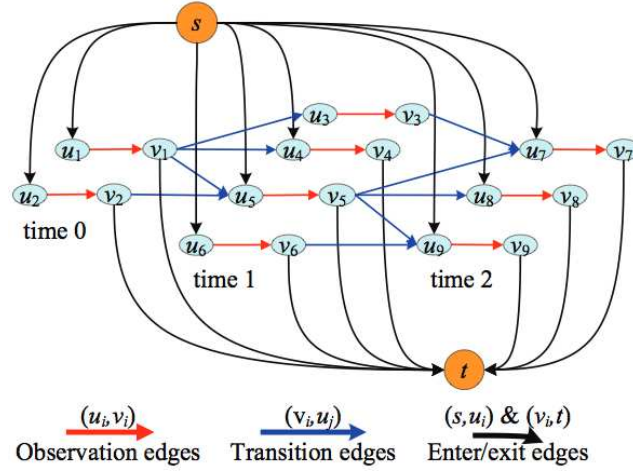 s
u3 v3
u1 v1 u4 v4 u7 v7
u2 v2 u5 v5 u8 v8
time 0
u6 v6 u9 v9
time 1 time 2
t
(ui,vi) (vi,uj) (s,ui) & (vi,t)
Observation edges Transition edges Enter/exit edges